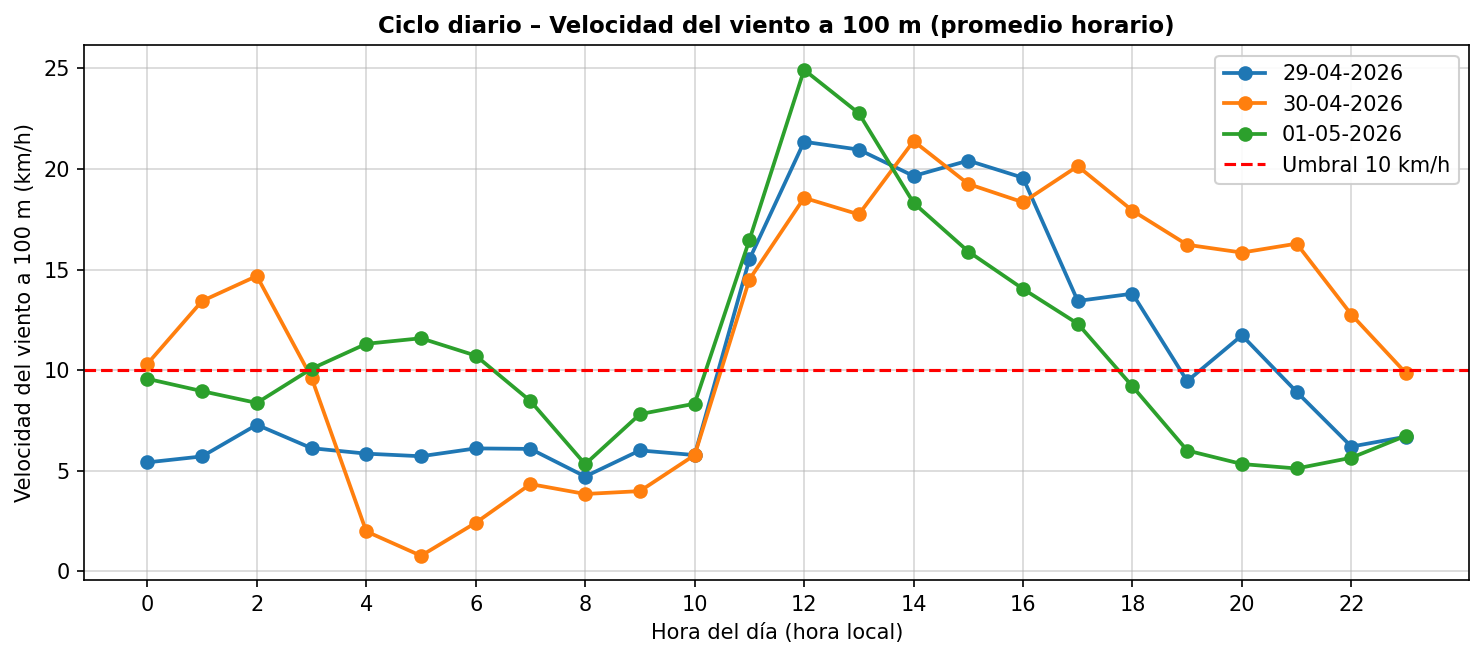 Ciclo diario – Velocidad del viento a 100 m (promedio horario)
Velocidad del viento a 100 m (km/h)
25
20
15
10
5
0
29-04-2026
30-04-2026
01-05-2026
Umbral 10 km/h
0 2 4 6 8 10 12 14 16 18 20 22
Hora del día (hora local)